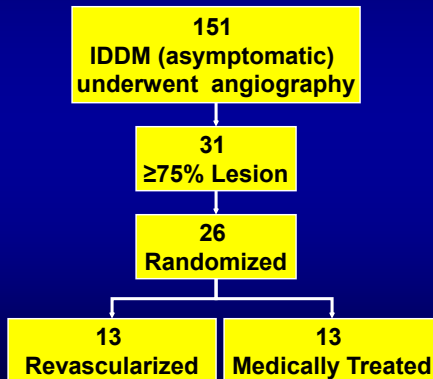 151
IDDM (asymptomatic)
underwent angiography
31
≥75% Lesion
26
Randomized
13
Revascularized
13
Medically Treated